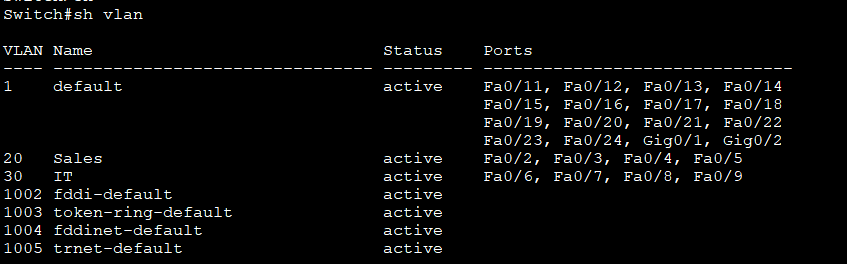 Switch#sh vlan
VLAN Name                             Status    Ports
---- -------------------------------- --------- -------------------------------
1    default                          active    Fa0/11, Fa0/12, Fa0/13, Fa0/14
                                                Fa0/15, Fa0/16, Fa0/17, Fa0/18
                                                Fa0/19, Fa0/20, Fa0/21, Fa0/22
                                                Fa0/23, Fa0/24, Gig0/1, Gig0/2
20   Sales                            active    Fa0/2, Fa0/3, Fa0/4, Fa0/5
30   IT                               active    Fa0/6, Fa0/7, Fa0/8, Fa0/9
1002 fddi-default                     active
1003 token-ring-default               active
1004 fddinet-default                  active
1005 trnet-default                    active